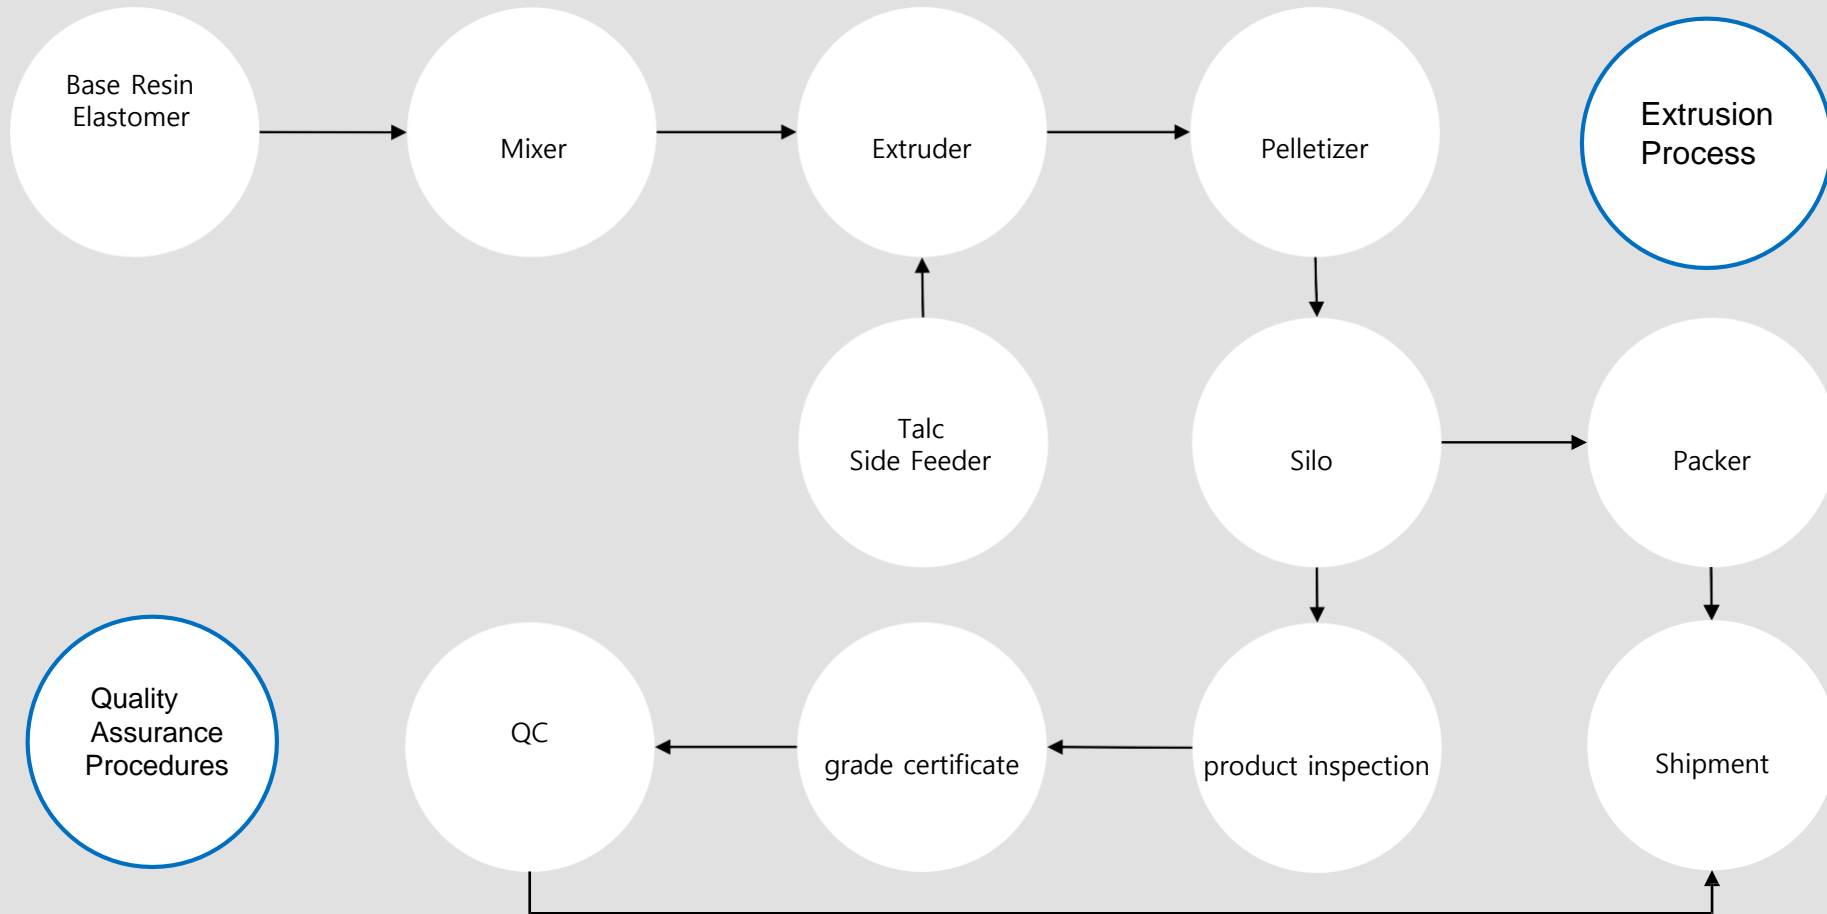 Base Resin
Elastomer
Mixer
Extruder
Pelletizer
Extrusion
Process
Talc
Side Feeder
Silo
Packer
Quality
Assurance
Procedures
QC
grade certificate
product inspection
Shipment